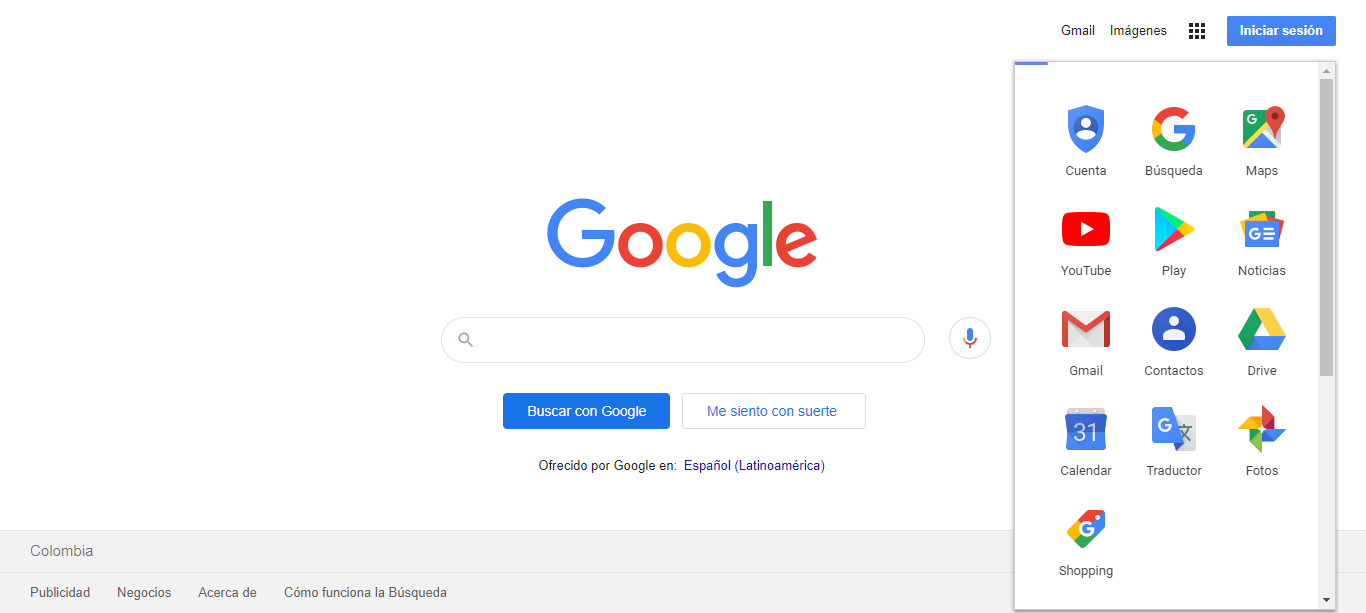 Gmail Imágenes Iniciar sesión
Cuenta Búsqueda Maps
YouTube Play Noticias
Gmail Contactos Drive
31
Calendar Traductor Fotos
Shopping
Google
Buscar con Google Me siento con suerte
Ofrecido por Google en: Español (Latinoamérica)
Colombia
Publicidad Negocios Acerca de Cómo funciona la Búsqueda